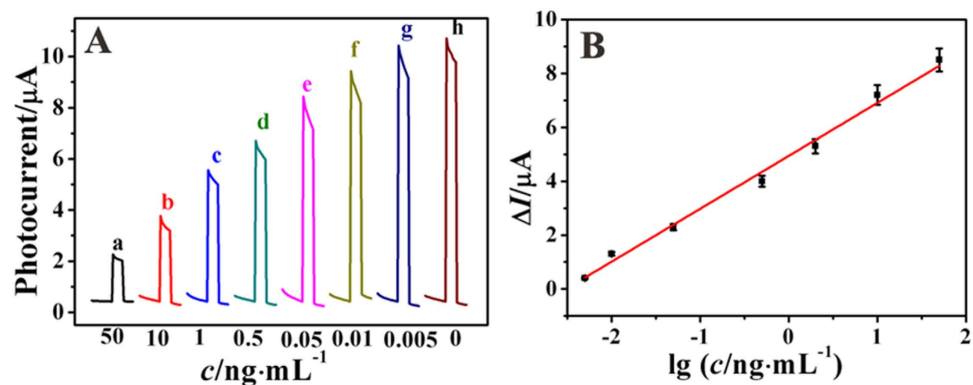 A
Photocurrent/μA
10
8
6
4
2
0
a
b
c
d
e
f
g
h
50 10 1 0.5 0.05 0.01 0.005 0
c/ng·mL⁻¹
B
ΔI/μA
10
8
6
4
2
0
-2 -1 0 1 2
lg (c/ng·mL⁻¹)